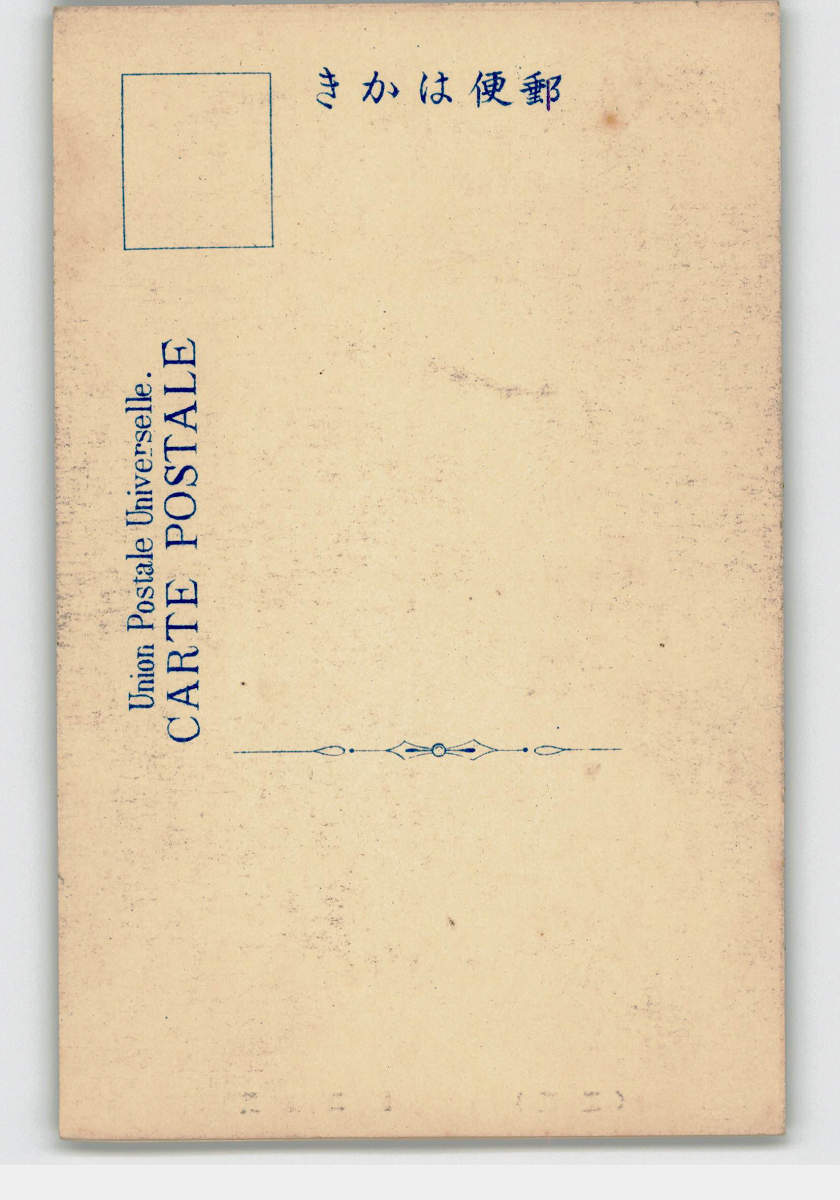 郵便はかき
Union Postale Universelle.
CARTE POSTALE